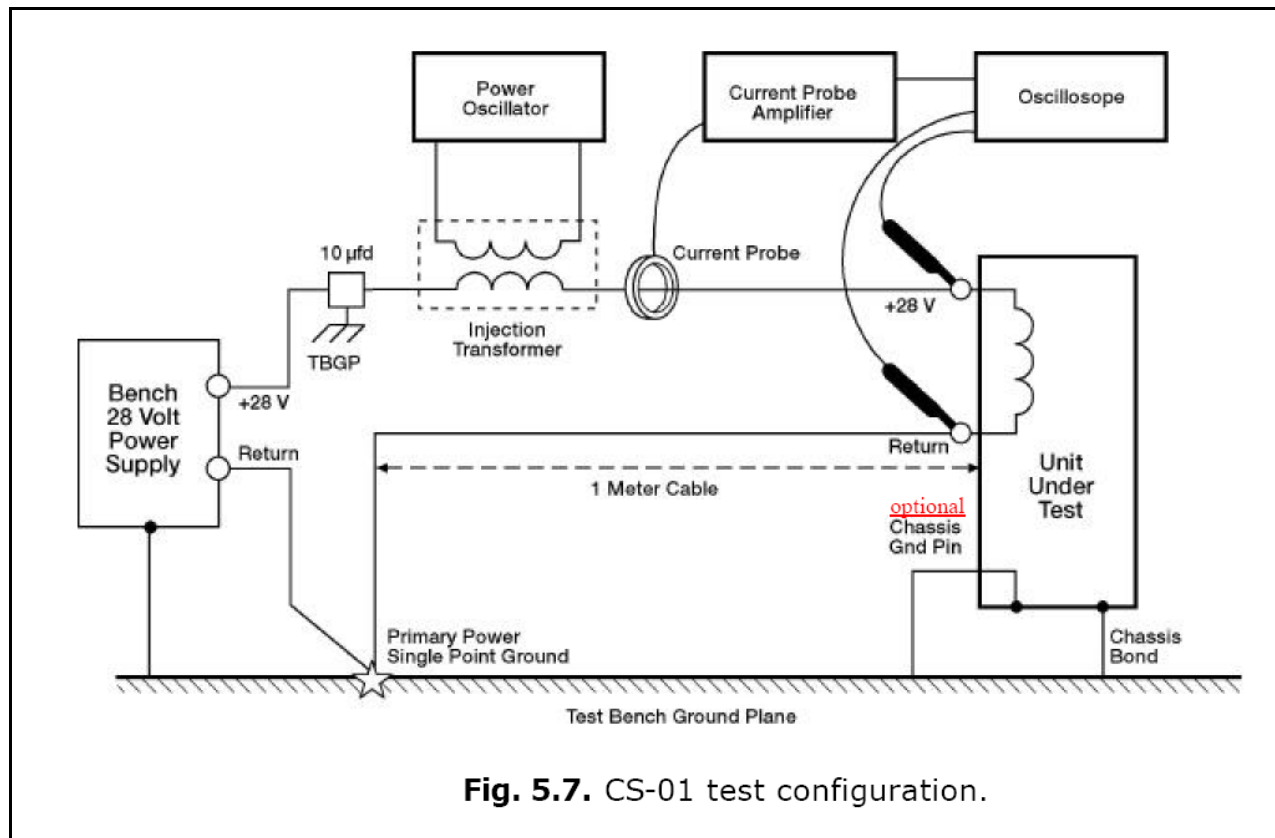 Power
Oscillator
Current Probe
Amplifier
Oscillosope
10 µfd
TBGP
Injection
Transformer
Current Probe
+28 V
Bench
28 Volt
Power
Supply
+28 V
Return
Return
1 Meter Cable
Unit
Under
Test
optional
Chassis
Gnd Pin
Primary Power
Single Point Ground
Chassis
Bond
Test Bench Ground Plane
Fig. 5.7. CS-01 test configuration.